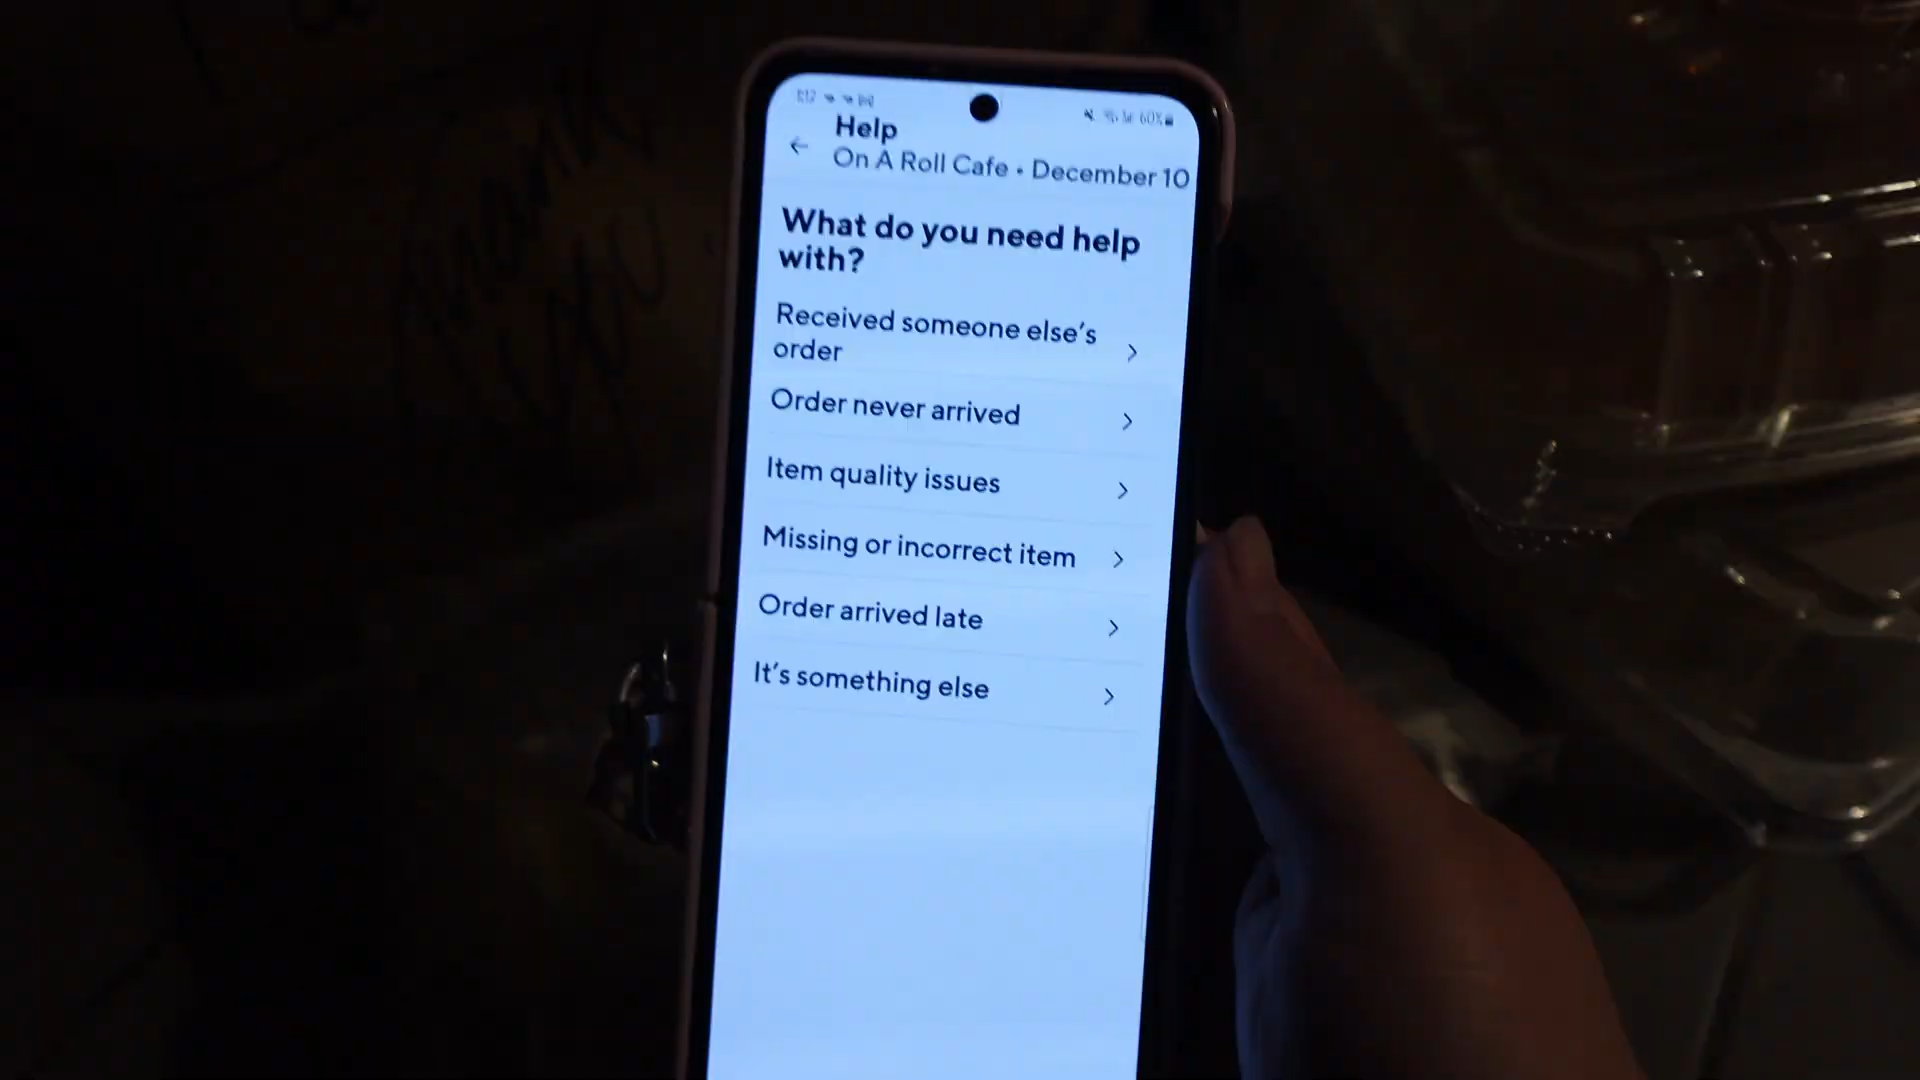 60%
Help
On A Roll Cafe • December 10
What do you need help
with?
Received someone else's
order
Order never arrived
Item quality issues
Missing or incorrect item
Order arrived late
It's something else